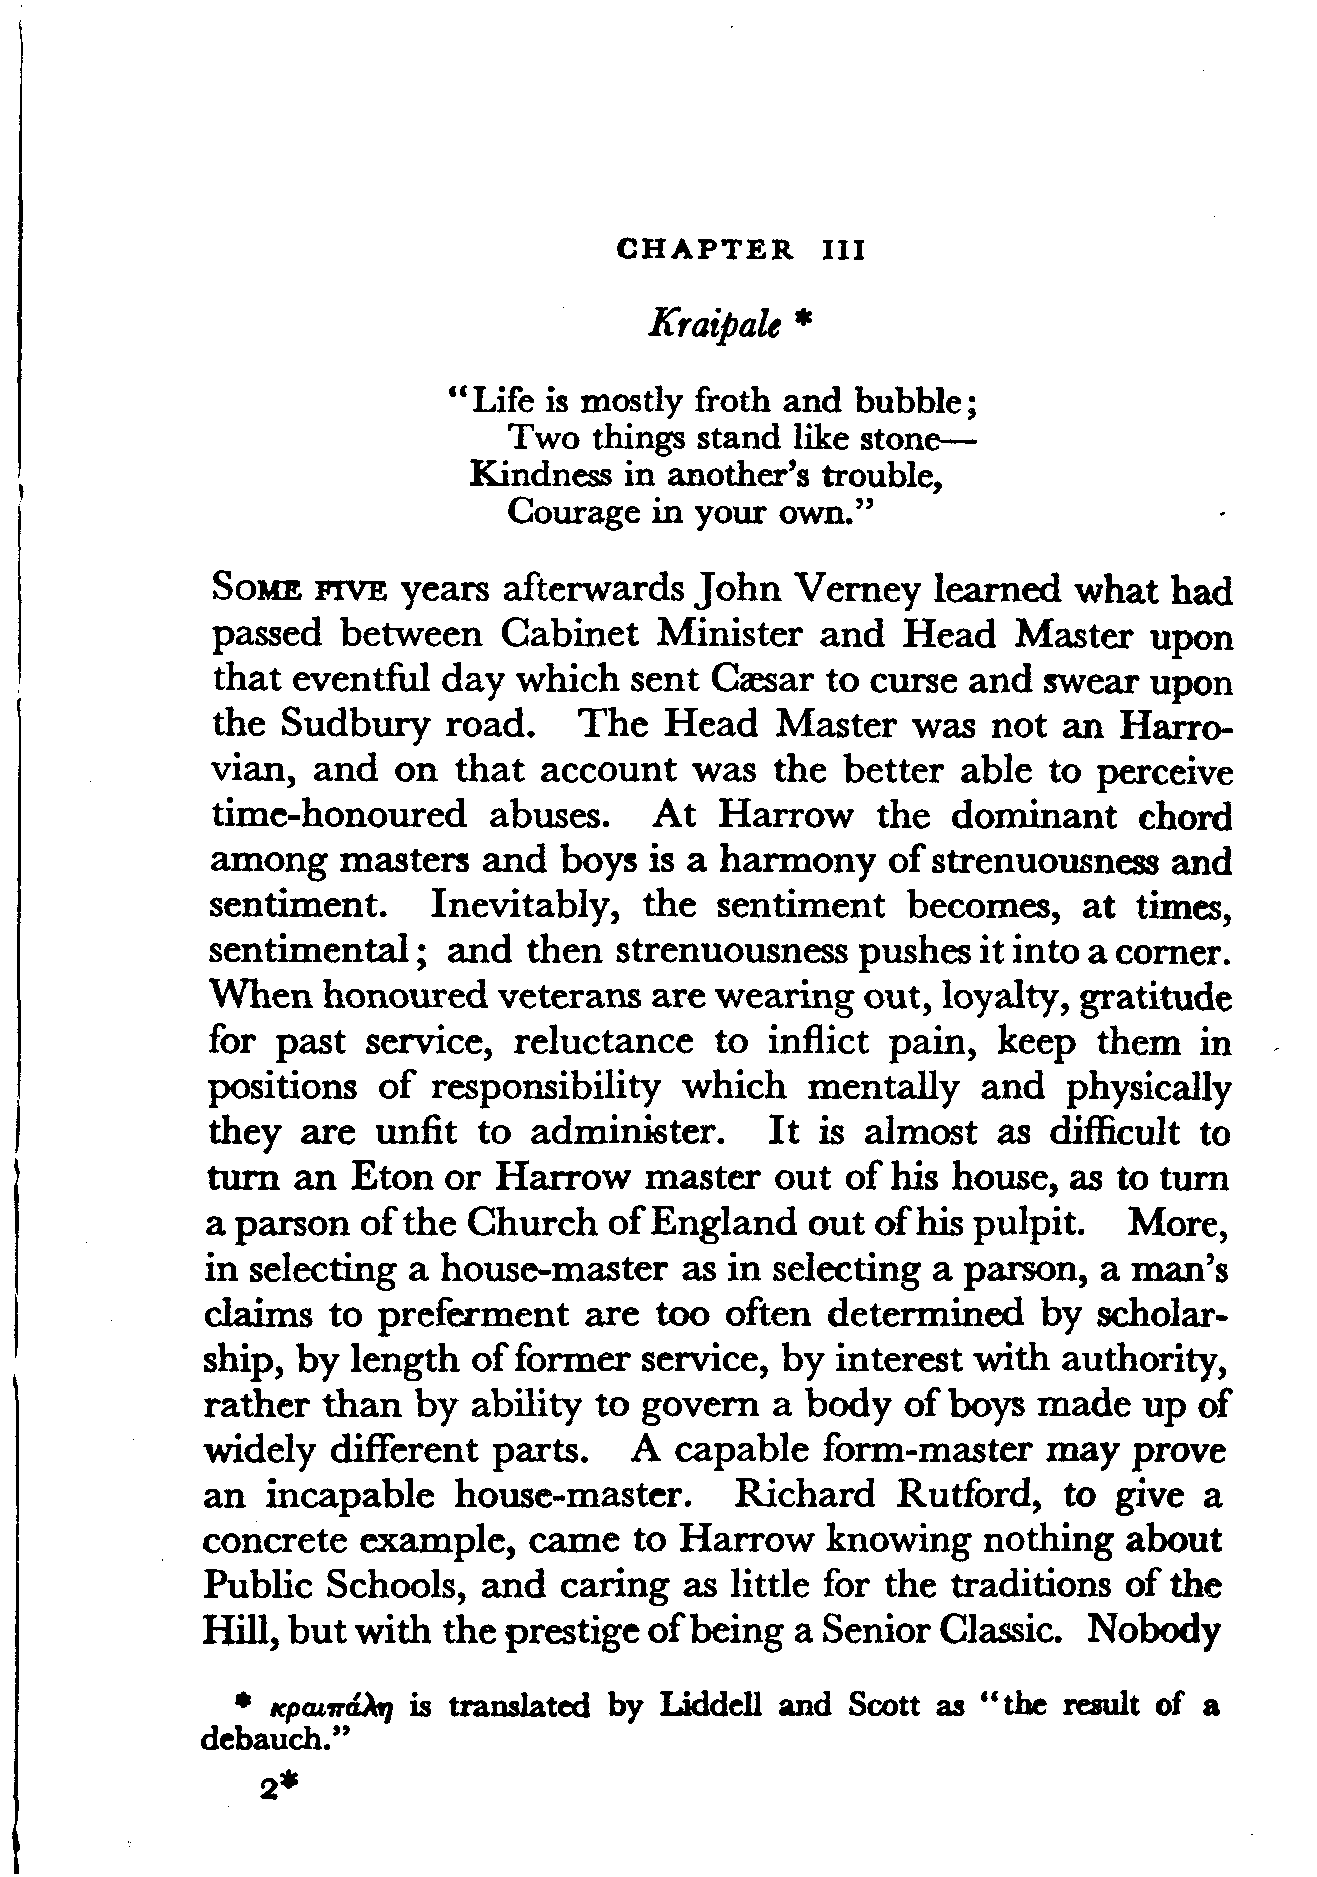 CHAPTER III
Kraipale *
“Life is mostly froth and bubble;
Two things stand like stone—
Kindness in another’s trouble,
Courage in your own.”
SOME FIVE years afterwards John Verney learned what had
passed between Cabinet Minister and Head Master upon
that eventful day which sent Cæsar to curse and swear upon
the Sudbury road. The Head Master was not an Harro-
vian, and on that account was the better able to perceive
time-honoured abuses. At Harrow the dominant chord
among masters and boys is a harmony of strenuousness and
sentiment. Inevitably, the sentiment becomes, at times,
sentimental; and then strenuousness pushes it into a corner.
When honoured veterans are wearing out, loyalty, gratitude
for past service, reluctance to inflict pain, keep them in
positions of responsibility which mentally and physically
they are unfit to administer. It is almost as difficult to
turn an Eton or Harrow master out of his house, as to turn
a parson of the Church of England out of his pulpit. More,
in selecting a house-master as in selecting a parson, a man’s
claims to preferment are too often determined by scholar-
ship, by length of former service, by interest with authority,
rather than by ability to govern a body of boys made up of
widely different parts. A capable form-master may prove
an incapable house-master. Richard Rutford, to give a
concrete example, came to Harrow knowing nothing about
Public Schools, and caring as little for the traditions of the
Hill, but with the prestige of being a Senior Classic. Nobody
* κραιπάλη is translated by Liddell and Scott as “the result of a
debauch.”
2*